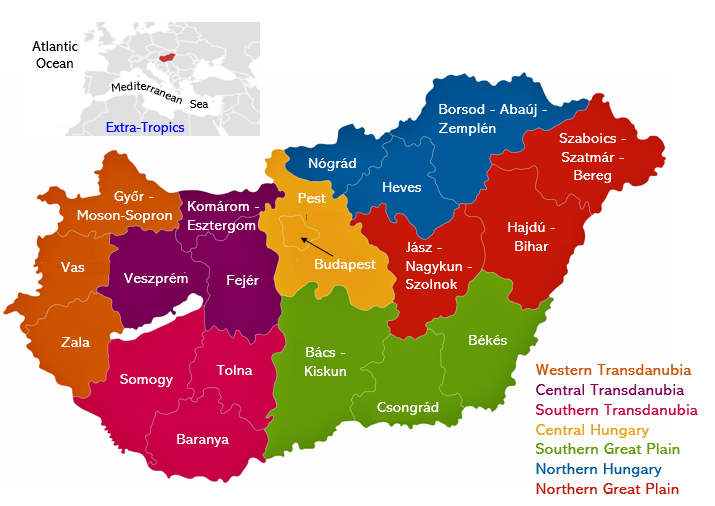 Atlantic
Ocean
Mediterranean Sea
Extra-Tropics
Borsod - Abaúj -
Zemplén
Szaboics -
Szatmár -
Bereg
Nógrád
Heves
Győr -
Moson-Sopron
Komárom -
Esztergom
Pest
Hajdú -
Bihar
Jász -
Nagykun -
Szolnok
Vas
Veszprém
Fejér
Budapest
Zala
Somogy
Tolna
Bács -
Kiskun
Békés
Csongrád
Baranya
Western Transdanubia
Central Transdanubia
Southern Transdanubia
Central Hungary
Southern Great Plain
Northern Hungary
Northern Great Plain